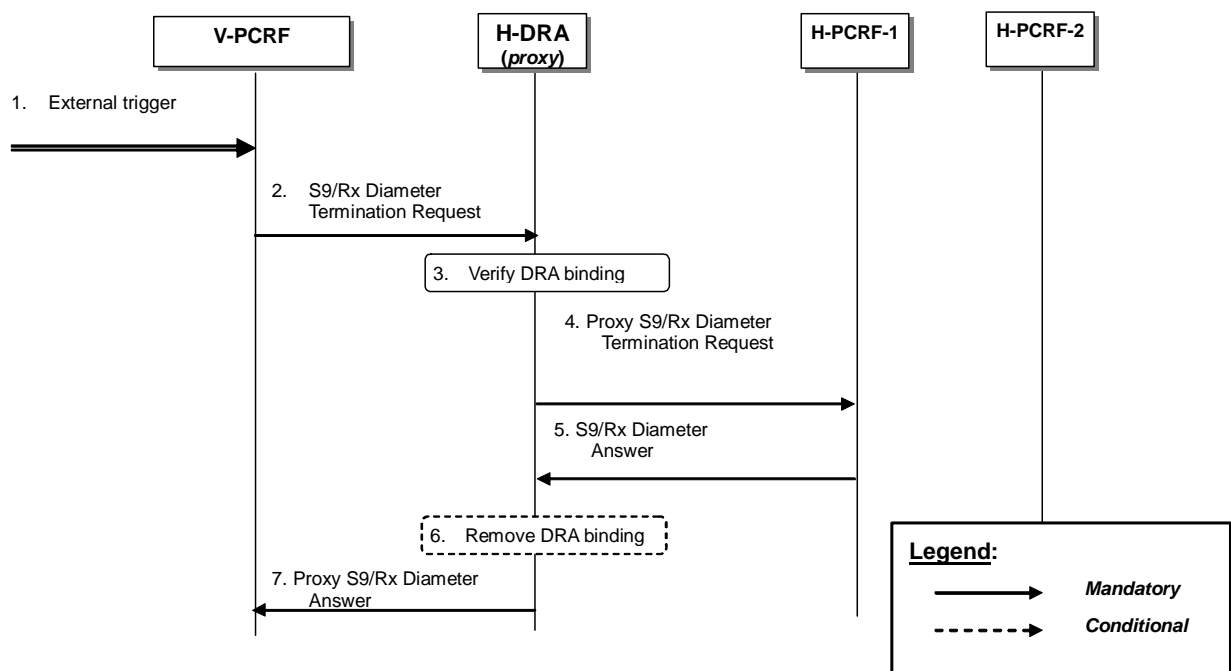 V-PCRF
H-DRA
(proxy)
H-PCRF-1
H-PCRF-2
1. External trigger
2. S9/Rx Diameter
Termination Request
3. Verify DRA binding
4. Proxy S9/Rx Diameter
Termination Request
5. S9/Rx Diameter
Answer
6. Remove DRA binding
7. Proxy S9/Rx Diameter
Answer
Legend:
Mandatory
Conditional